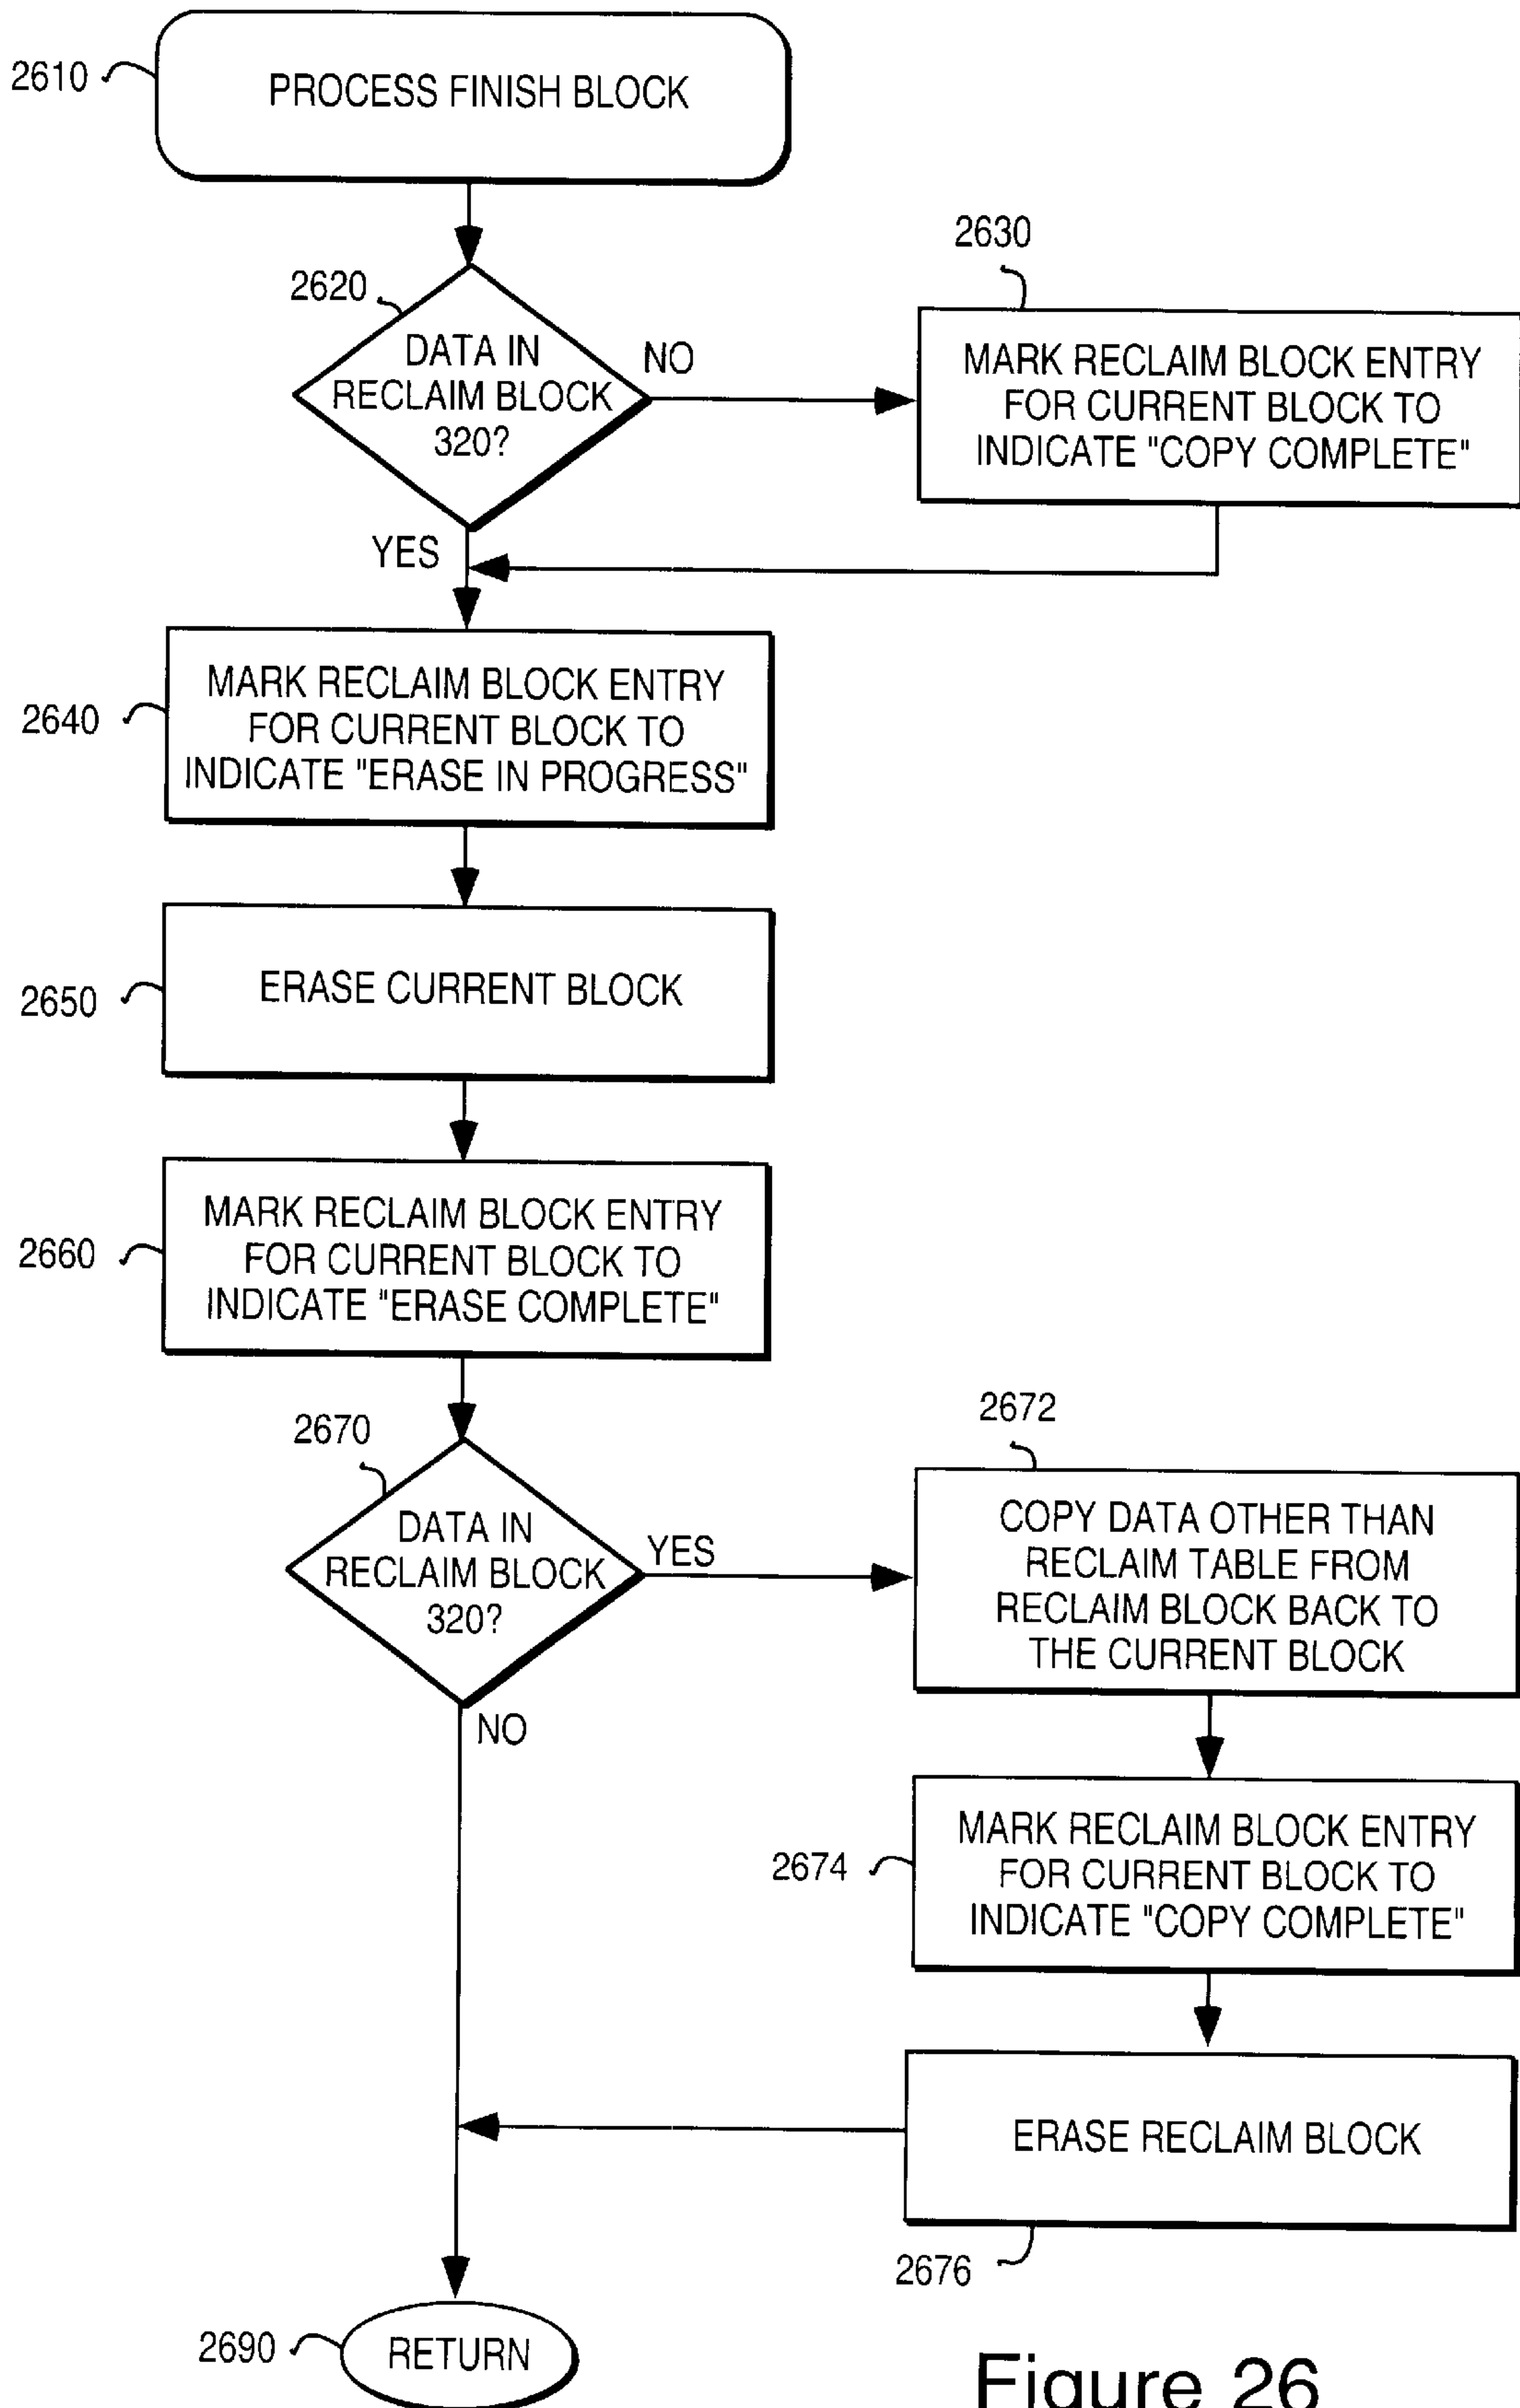 2610
PROCESS FINISH BLOCK
2630
2620
DATA IN
RECLAIM BLOCK
320?
NO
MARK RECLAIM BLOCK ENTRY
FOR CURRENT BLOCK TO
INDICATE "COPY COMPLETE"
YES
2640
MARK RECLAIM BLOCK ENTRY
FOR CURRENT BLOCK TO
INDICATE "ERASE IN PROGRESS"
2650
ERASE CURRENT BLOCK
2660
MARK RECLAIM BLOCK ENTRY
FOR CURRENT BLOCK TO
INDICATE "ERASE COMPLETE"
2670
DATA IN
RECLAIM BLOCK
320?
YES
2672
COPY DATA OTHER THAN
RECLAIM TABLE FROM
RECLAIM BLOCK BACK TO
THE CURRENT BLOCK
NO
2674
MARK RECLAIM BLOCK ENTRY
FOR CURRENT BLOCK TO
INDICATE "COPY COMPLETE"
ERASE RECLAIM BLOCK
2676
2690
RETURN
Figure 26